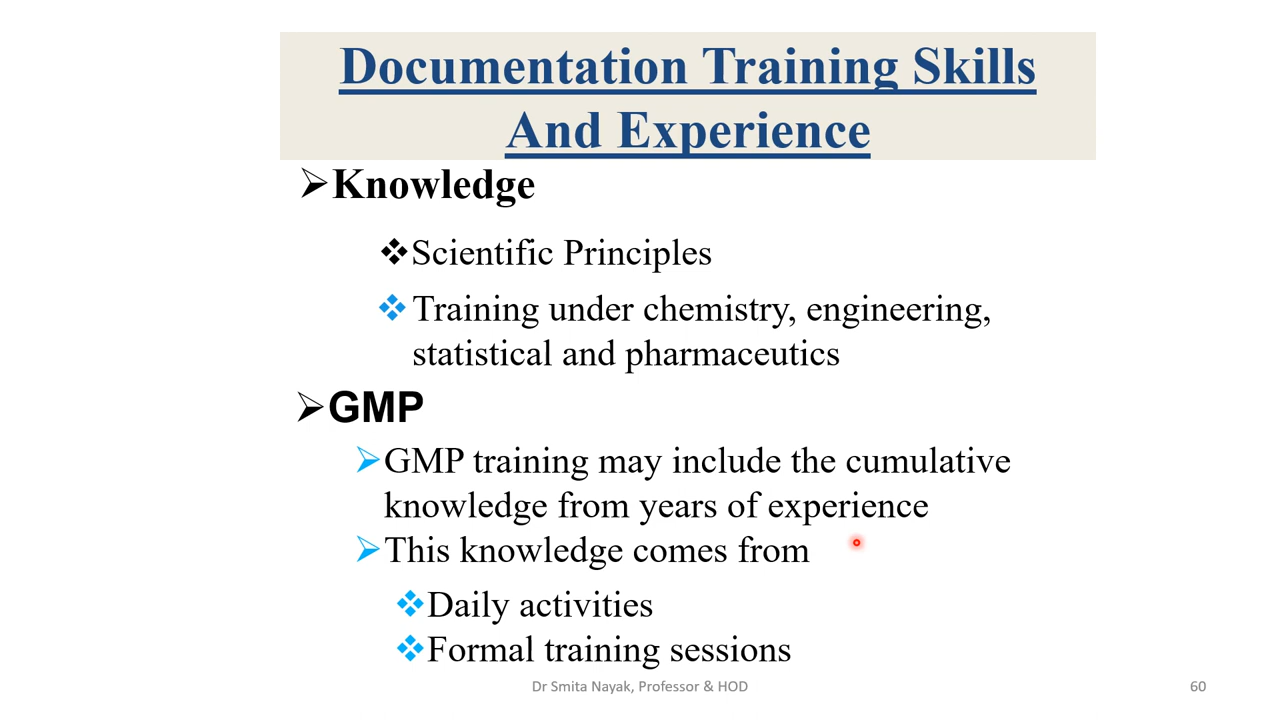 Documentation Training Skills
And Experience
➢Knowledge
❖Scientific Principles
❖Training under chemistry, engineering,
statistical and pharmaceutics
➢GMP
➢GMP training may include the cumulative
knowledge from years of experience
➢This knowledge comes from
❖Daily activities
❖Formal training sessions
Dr Smita Nayak, Professor & HOD 60